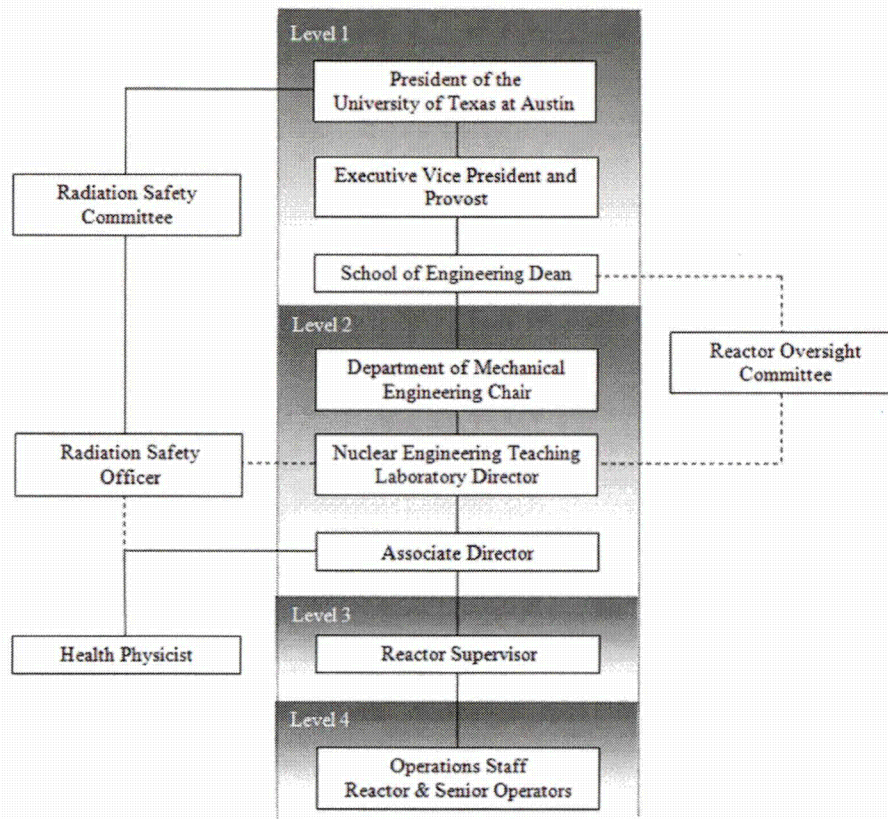 Level 1
President of the
University of Texas at Austin
Executive Vice President and
Provost
Radiation Safety
Committee
School of Engineering Dean
Level 2
Reactor Oversight
Committee
Department of Mechanical
Engineering Chair
Radiation Safety
Officer
Nuclear Engineering Teaching
Laboratory Director
Associate Director
Level 3
Health Physicist
Reactor Supervisor
Level 4
Operations Staff
Reactor & Senior Operators